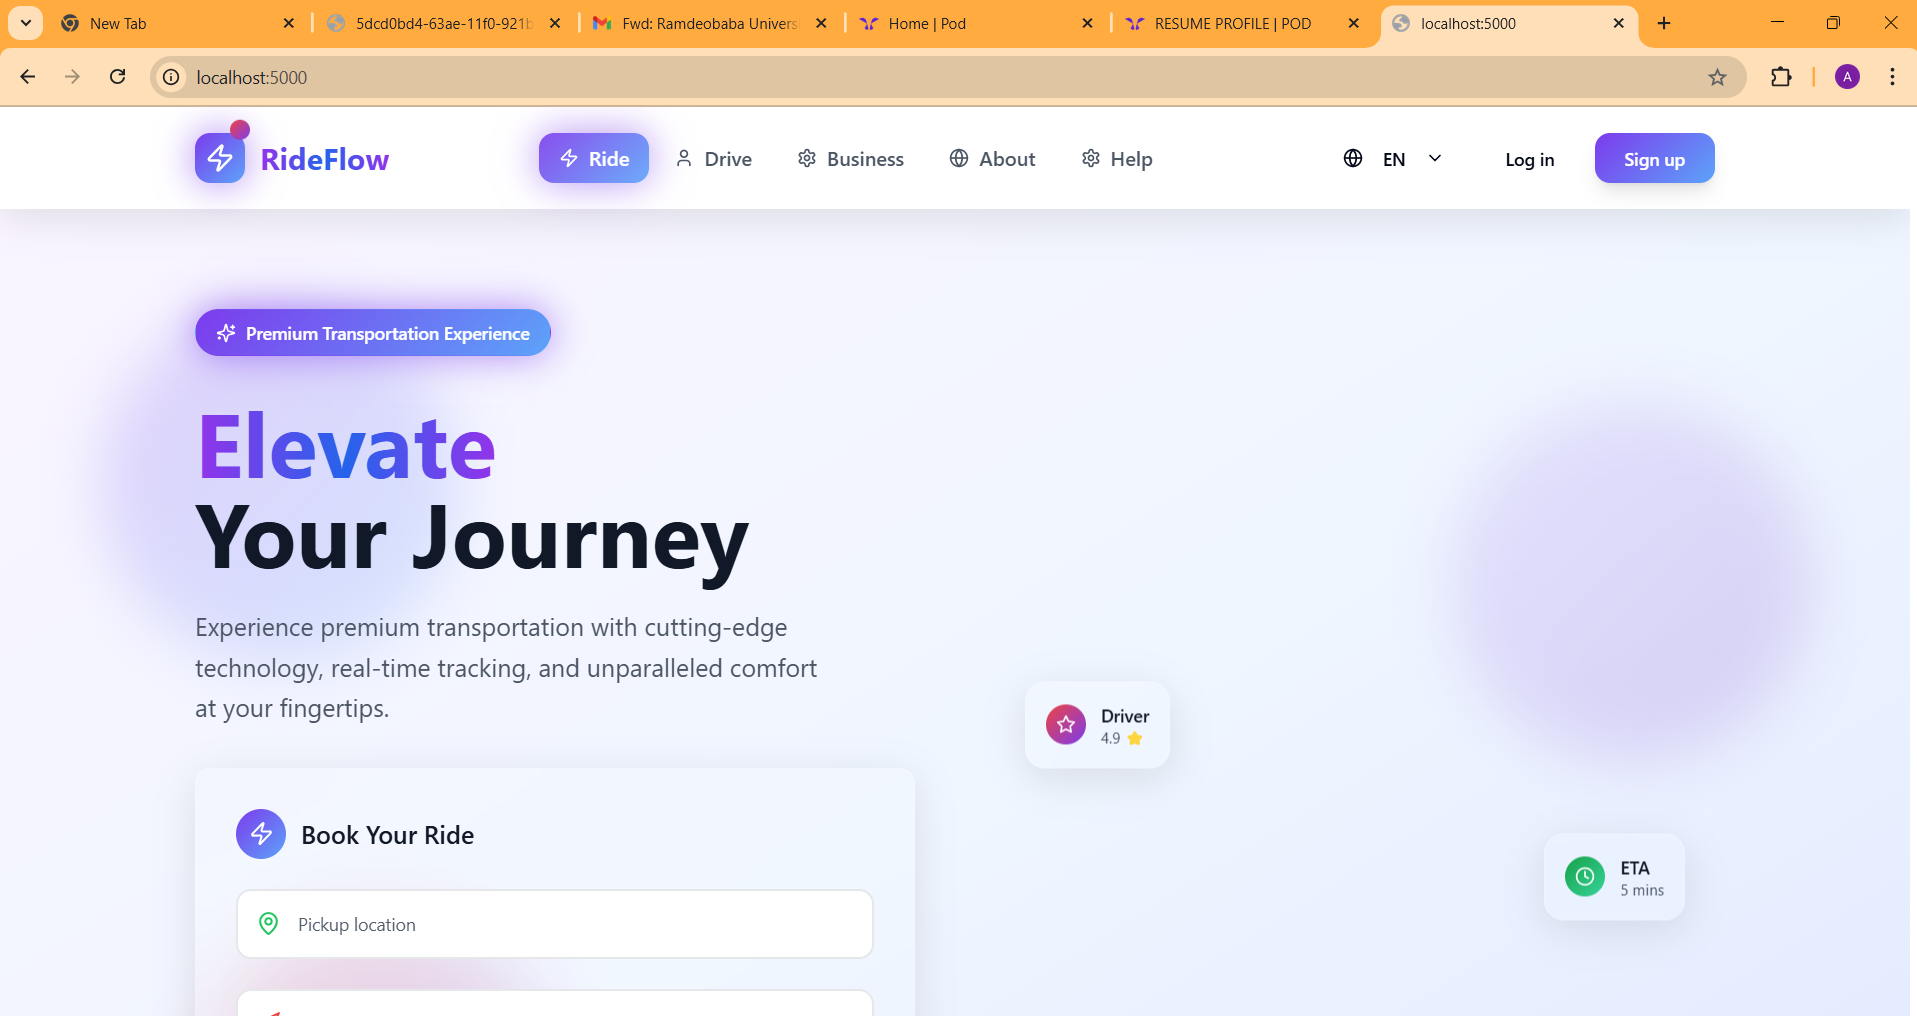 New Tab
5dcd0bd4-63ae-11f0-921b
Fwd: Ramdeobaba Univers
Home | Pod
RESUME PROFILE | POD
localhost:5000
localhost:5000
A
RideFlow
Ride
Drive
Business
About
Help
EN
Log in
Sign up
Premium Transportation Experience
Elevate
Your Journey
Experience premium transportation with cutting-edge
technology, real-time tracking, and unparalleled comfort
at your fingertips.
Driver
4.9
Book Your Ride
ETA
5 mins
Pickup location